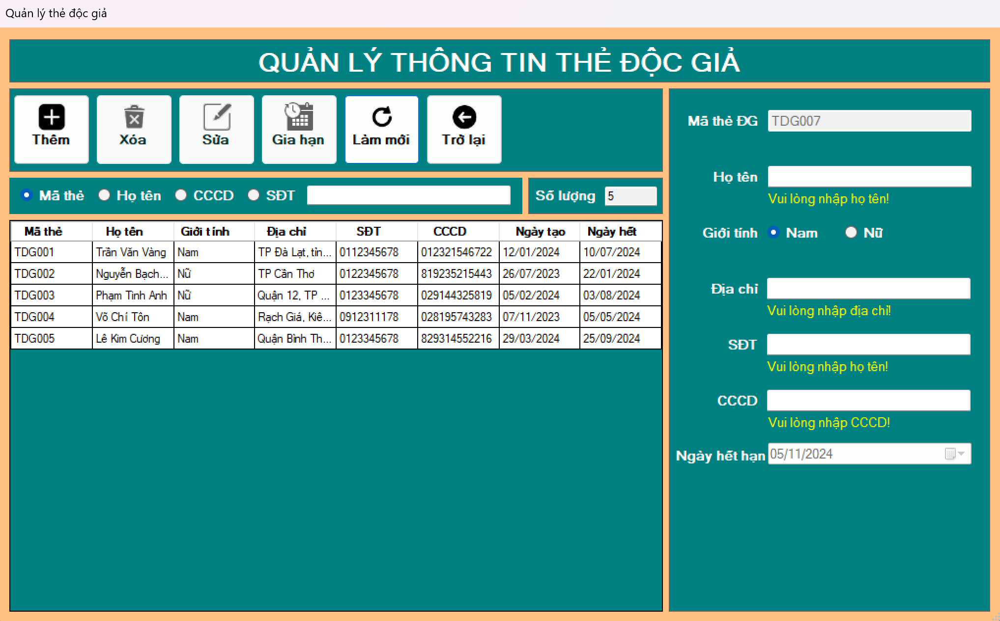 Quản lý thẻ độc giả
QUẢN LÝ THÔNG TIN THẺ ĐỘC GIẢ
Thêm Xóa Sửa Gia hạn Làm mới Trở lại
Mã thẻ Họ tên CCCD SĐT Số lượng 5
Mã thẻ Họ tên Giới tính Địa chỉ SĐT CCCD Ngày tạo Ngày hết
TDG001 Trần Văn Vàng Nam TP Đà Lạt, tỉn... 0112345678 012321546722 12/01/2024 10/07/2024
TDG002 Nguyễn Bạch... Nữ TP Cần Thơ 0122345678 819235215443 26/07/2023 22/01/2024
TDG003 Phạm Tinh Anh Nữ Quận 12, TP ... 0123345678 029144325819 05/02/2024 03/08/2024
TDG004 Võ Chí Tôn Nam Rạch Giá, Kiê... 0912311178 028195743283 07/11/2023 05/05/2024
TDG005 Lê Kim Cương Nam Quận Bình Th... 0123345678 829314552216 29/03/2024 25/09/2024
Mã thẻ ĐG TDG007
Họ tên
Vui lòng nhập họ tên!
Giới tính Nam Nữ
Địa chỉ
Vui lòng nhập địa chỉ!
SĐT
Vui lòng nhập họ tên!
CCCD
Vui lòng nhập CCCD!
Ngày hết hạn 05/11/2024